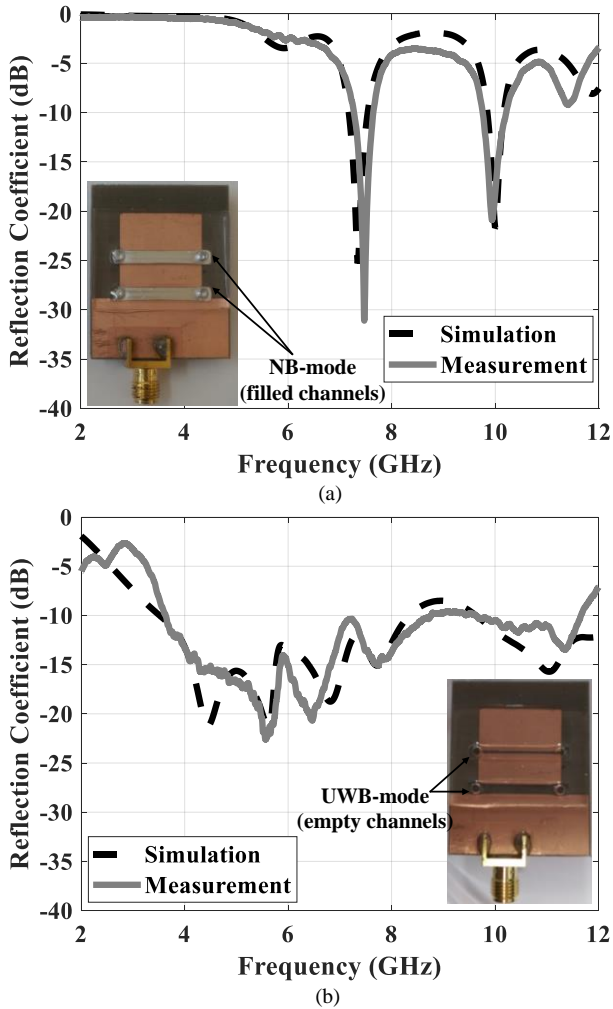 0
-5
-10
-15
-20
-25
-30
-35
-40
Reflection Coefficient (dB)
NB-mode
(filled channels)
Simulation
Measurement
2 4 6 8 10 12
Frequency (GHz)
(a)
0
-5
-10
-15
-20
-25
-30
-35
-40
Reflection Coefficient (dB)
UWB-mode
(empty channels)
Simulation
Measurement
2 4 6 8 10 12
Frequency (GHz)
(b)